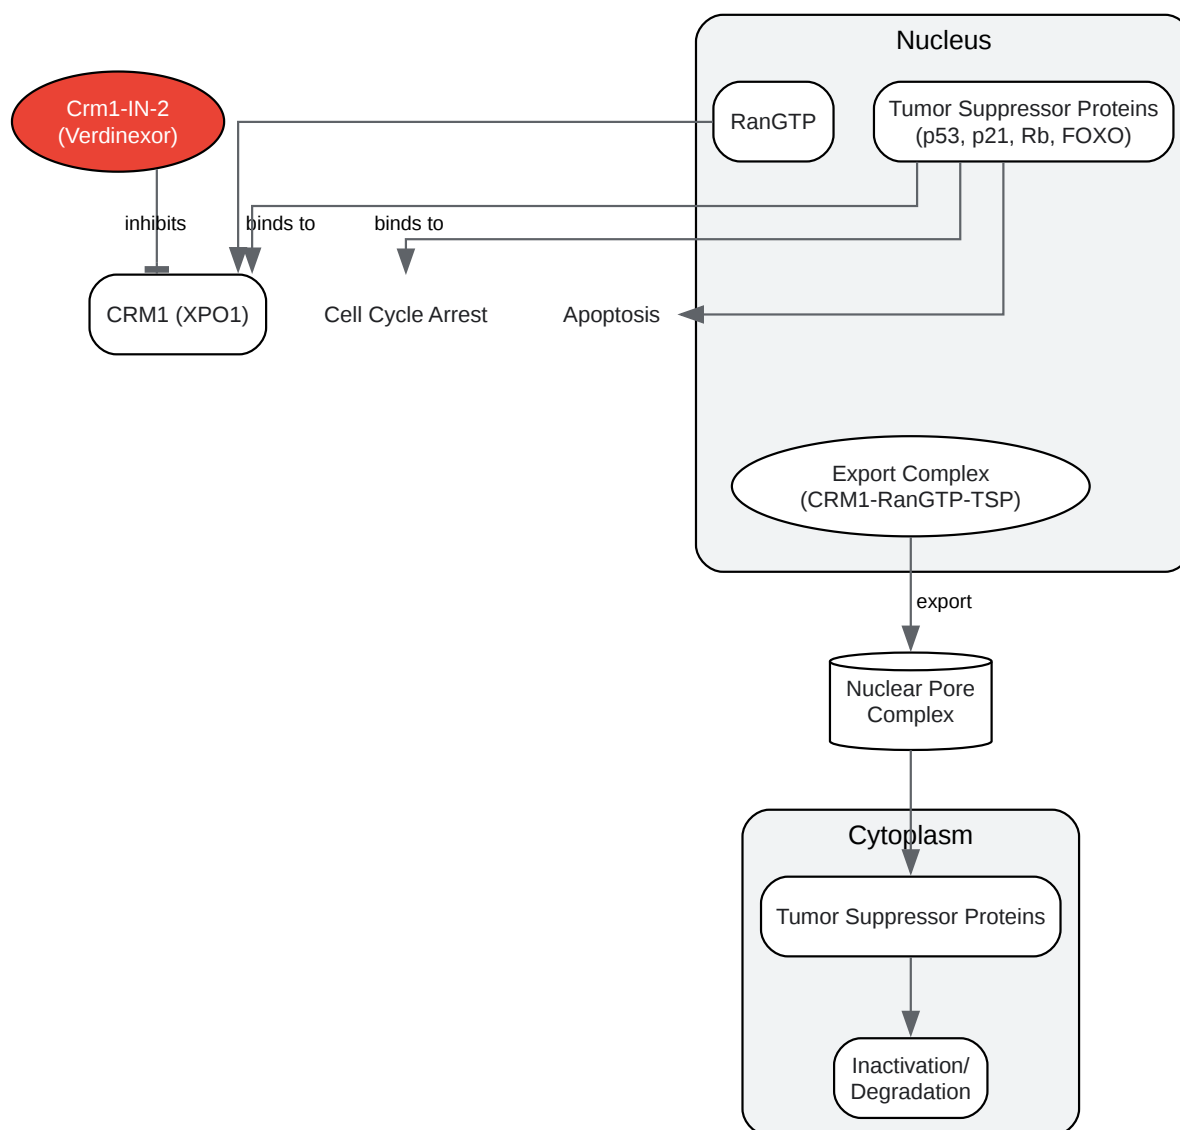 Nucleus
Crm1-IN-2
(Verdinexor)
RanGTP
Tumor Suppressor Proteins
(p53, p21, Rb, FOXO)
inhibits
binds to
binds to
CRM1 (XPO1)
Cell Cycle Arrest
Apoptosis
Export Complex
(CRM1-RanGTP-TSP)
export
Nuclear Pore
Complex
Cytoplasm
Tumor Suppressor Proteins
Inactivation/
Degradation